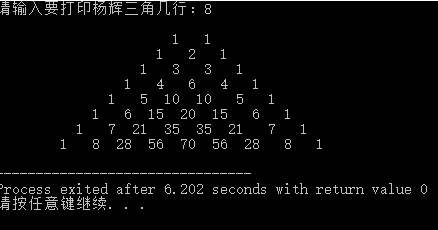 请输入要打印杨辉三角几行：8
1 1
1 2 1
1 3 3 1
1 4 6 4 1
1 5 10 10 5 1
1 6 15 20 15 6 1
1 7 21 35 35 21 7 1
1 8 28 56 70 56 28 8 1
--------------------------------
Process exited after 6.202 seconds with return value 0
请按任意键继续. . .